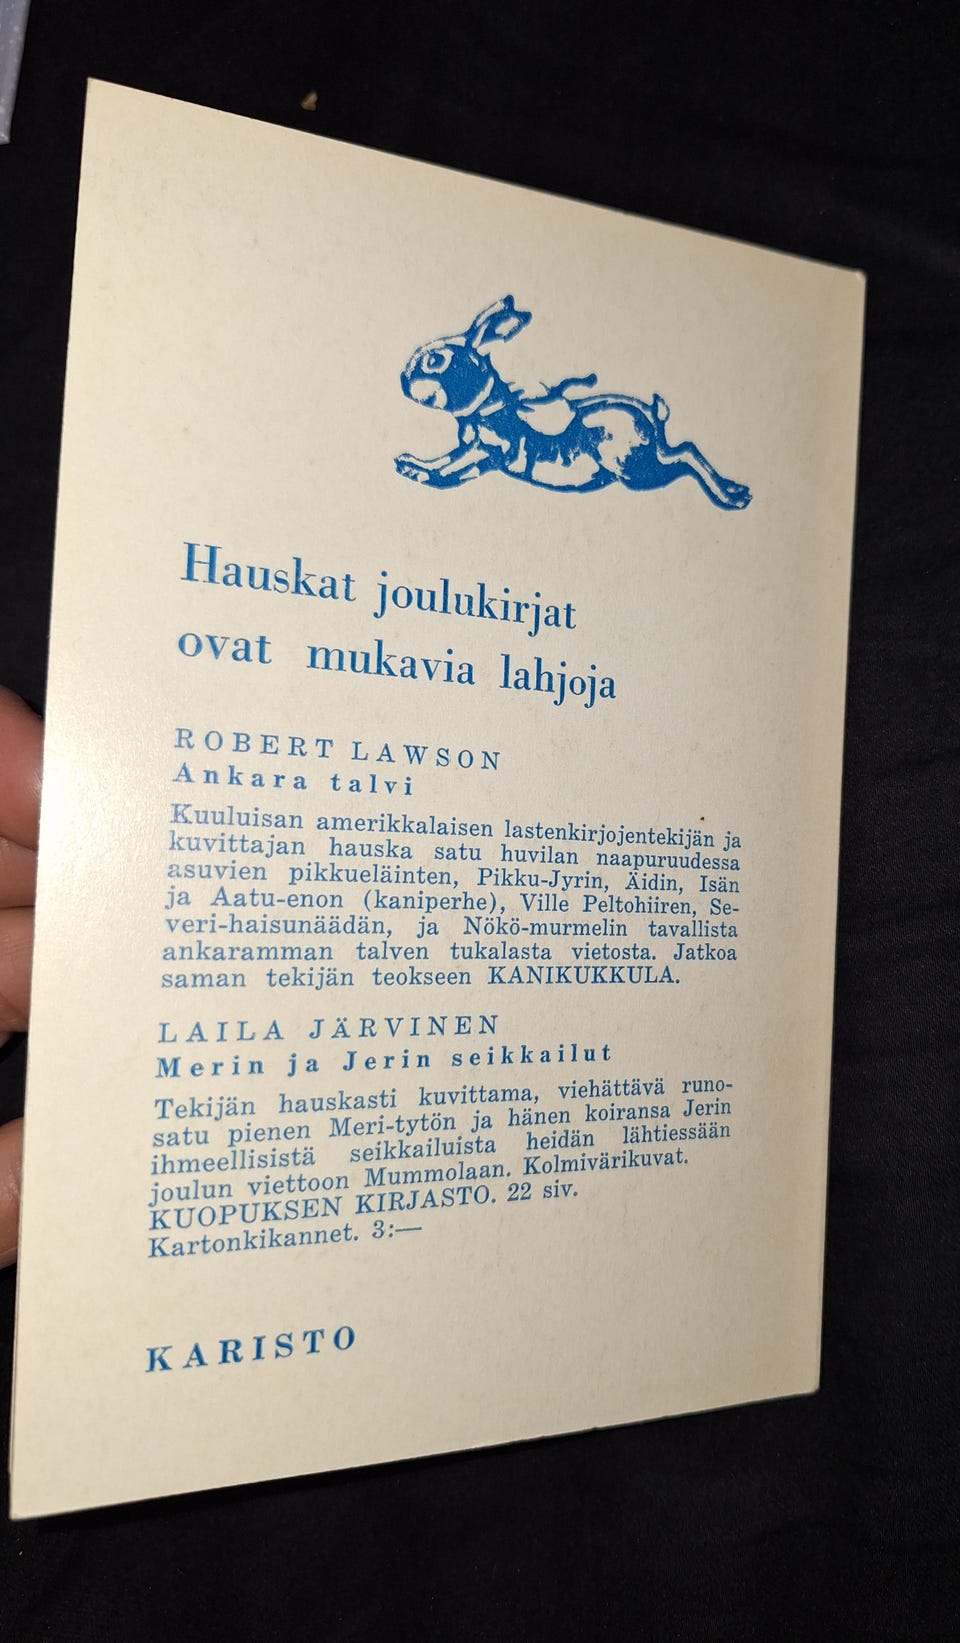 Hauskat joulukirjat
ovat mukavia lahjoja
ROBERT LAWSON
Ankara talvi
Kuuluisan amerikkalaisen lastenkirjojentekijän ja
kuvittajan hauska satu huvilan naapuruudessa
asuvien pikkueläinten, Pikku-Jyrin, Äidin, Isän
ja Aatu-enon (kaniperhe), Ville Peltohiiren, Se-
veri-haisunäädän, ja Nökö-murmelin tavallista
ankaramman talven tukalasta vietosta. Jatkoa
saman tekijän teokseen KANIKUKKULA.
LAILA JÄRVINEN
Merin ja Jerin seikkailut
Tekijän hauskasti kuvittama, viehättävä runo-
satu pienen Meri-tytön ja hänen koiransa Jerin
ihmeellisistä seikkailuista heidän lähtiessään
joulun viettoon Mummolaan. Kolmivärikuvat.
KUOPUKSEN KIRJASTO. 22 siv.
Kartonkikannet. 3:—
KARISTO